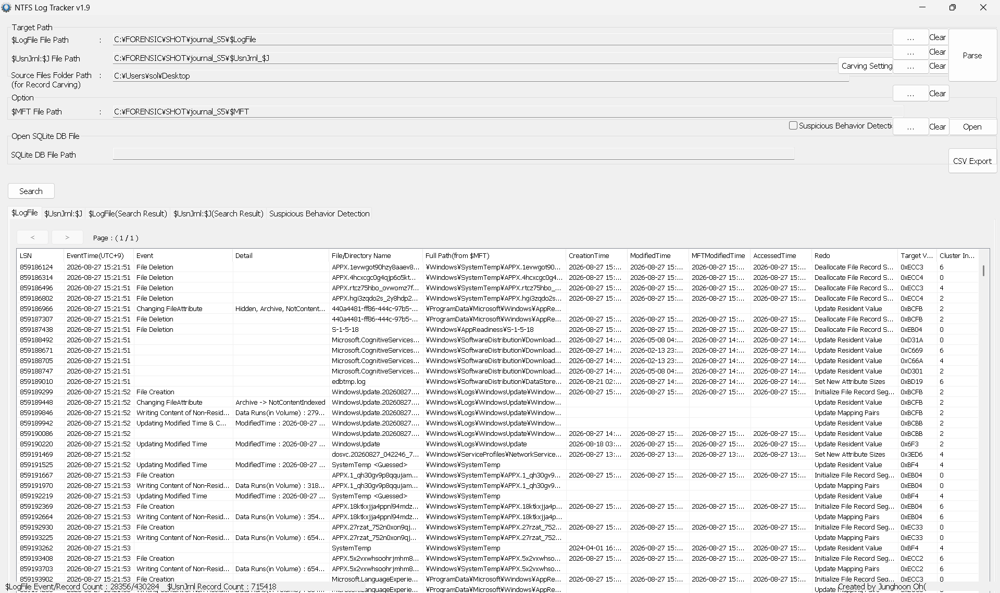 NTFS Log Tracker v1.9
Target Path
$LogFile File Path : C:¥FORENSIC¥SHOT¥journal_S5¥$LogFile ... Clear
$UsnJrnl:$J File Path C:¥FORENSIC¥SHOT¥journal_S5¥$UsnJrnl_$J ... Clear Parse
Source Files Folder Path : C:¥Users¥sol¥Desktop Carving Setting ... Clear
(for Record Carving)
Option ... Clear
$MFT File Path : C:¥FORENSIC¥SHOT¥journal_S5¥$MFT
Suspicious Behavior Detecti ... Clear Open
Open SQLite DB File
SQLite DB File Path
CSV Export
Search
$LogFile $UsnJrnl:$J $LogFile(Search Result) $UsnJrnl:$J(Search Result) Suspicious Behavior Detection
< > Page : ( 1 / 1 )
LSN EventTime(UTC+9) Event Detail File/Directory Name Full Path(from $MFT) CreationTime ModifiedTime MFTModifiedTime AccessedTime Redo Target V... Cluster In...
859186124 2026-08-27 15:21:51 File Deletion APPX.1evwgot90hzy8aaev8... ¥Windows¥SystemTemp¥APPX.1evwgot90... 2026-08-27 15:... 2026-08-27 15:... 2026-08-27 15:... 2026-08-27 15:... Deallocate File Record S... 0xECC3 6
859186314 2026-08-27 15:21:51 File Deletion APPX.4hcxcgc0g4qjp6o5kt... ¥Windows¥SystemTemp¥APPX.4hcxcgc0g4... 2026-08-27 15:... 2026-08-27 15:... 2026-08-27 15:... 2026-08-27 15:... Deallocate File Record S... 0xECC4 0
859186496 2026-08-27 15:21:51 File Deletion APPX.rtcz75hbo_ovwomz7f... ¥Windows¥SystemTemp¥APPX.rtcz75hbo_... 2026-08-27 15:... 2026-08-27 15:... 2026-08-27 15:... 2026-08-27 15:... Deallocate File Record S... 0xECC3 4
859186802 2026-08-27 15:21:51 File Deletion APPX.hgi3zqdo2s_2y8hdp2... ¥Windows¥SystemTemp¥APPX.hgi3zqdo2s... 2026-08-27 15:... 2026-08-27 15:... 2026-08-27 15:... 2026-08-27 15:... Deallocate File Record S... 0xECC4 2
859186966 2026-08-27 15:21:51 Changing FileAttribute Hidden, Archive, NotContent... 440a4481-ff86-444c-97b5-... ¥ProgramData¥Microsoft¥Windows¥AppRe... Update Resident Value 0xBCFB 2
859187307 2026-08-27 15:21:51 File Deletion 440a4481-ff86-444c-97b5-... ¥ProgramData¥Microsoft¥Windows¥AppRe... 2026-08-27 15:... 2026-08-27 15:... 2026-08-27 15:... 2026-08-27 15:... Deallocate File Record S... 0xBCFB 2
859187438 2026-08-27 15:21:51 File Deletion S-1-5-18 ¥Windows¥AppReadiness¥S-1-5-18 2026-08-27 15:... 2026-08-27 15:... 2026-08-27 15:... 2026-08-27 15:... Deallocate File Record S... 0xEB04 0
859188492 2026-08-27 15:21:51 Microsoft.CognitiveServices... ¥Windows¥SoftwareDistribution¥Download... 2026-08-27 14:... 2026-05-08 04:... 2026-08-27 14:... 2026-08-27 14:... Update Resident Value 0xD31A 0
859188671 2026-08-27 15:21:51 Microsoft.CognitiveServices... ¥Windows¥SoftwareDistribution¥Download... 2026-08-27 14:... 2026-02-13 23:... 2026-08-27 14:... 2026-08-27 14:... Update Resident Value 0xC669 6
859188705 2026-08-27 15:21:51 Microsoft.CognitiveServices... ¥Windows¥SoftwareDistribution¥Download... 2026-08-27 14:... 2026-02-13 23:... 2026-08-27 14:... 2026-08-27 14:... Update Resident Value 0xC66A 4
859188747 2026-08-27 15:21:51 Microsoft.CognitiveServices... ¥Windows¥SoftwareDistribution¥Download... 2026-08-27 14:... 2026-05-08 04:... 2026-08-27 14:... 2026-08-27 14:... Update Resident Value 0xD301 2
859189010 2026-08-27 15:21:51 edbtmp.log ¥Windows¥SoftwareDistribution¥DataStore... 2026-08-21 02:... 2026-08-27 14:... 2026-08-27 14:... 2026-08-27 14:... Set New Attribute Sizes 0xBD19 6
859189299 2026-08-27 15:21:52 File Creation WindowsUpdate.20260827.... ¥Windows¥Logs¥WindowsUpdate¥Window... 2026-08-27 15:... 2026-08-27 15:... 2026-08-27 15:... 2026-08-27 15:... Initialize File Record Seg... 0xBCFB 2
859189448 2026-08-27 15:21:52 Changing FileAttribute Archive -> NotContentIndexed WindowsUpdate.20260827.... ¥Windows¥Logs¥WindowsUpdate¥Window... Update Resident Value 0xBCFB 2
859189846 2026-08-27 15:21:52 Writing Content of Non-Resid... Data Runs(in Volume) : 279... WindowsUpdate.20260827.... ¥Windows¥Logs¥WindowsUpdate¥Window... Update Mapping Pairs 0xBCFB 2
859189942 2026-08-27 15:21:52 Updating Modified Time & C... ModifiedTime : 2026-08-27 ... WindowsUpdate.20260827.... ¥Windows¥Logs¥WindowsUpdate¥Window... Update Resident Value 0xBCBB 2
859190086 2026-08-27 15:21:52 WindowsUpdate.20260827.... ¥Windows¥Logs¥WindowsUpdate¥Window... 2026-08-27 14:... 2026-08-27 15:... 2026-08-27 15:... 2026-08-27 15:... Update Resident Value 0xBCBB 2
859190220 2026-08-27 15:21:52 Updating Modified Time ModifiedTime : 2026-08-27 ... WindowsUpdate ¥Windows¥Logs¥WindowsUpdate 2026-08-18 03:... 2026-08-27 15:... 2026-08-27 15:... 2026-08-27 15:... Update Resident Value 0x6F3 2
859191469 2026-08-27 15:21:52 dosvc.20260827_042246_7... ¥Windows¥ServiceProfiles¥NetworkService... 2026-08-27 13:... 2026-08-27 13:... 2026-08-27 13:... 2026-08-27 13:... Set New Attribute Sizes 0x3ED6 4
859191525 2026-08-27 15:21:52 Updating Modified Time ModifiedTime : 2026-08-27 ... SystemTemp <Guessed> ¥Windows¥SystemTemp Update Resident Value 0xBF4 4
859191667 2026-08-27 15:21:53 File Creation APPX.1_qh30gv9p8qqujam... ¥Windows¥SystemTemp¥APPX.1_qh30gv9... 2026-08-27 15:... 2026-08-27 15:... 2026-08-27 15:... 2026-08-27 15:... Initialize File Record Seg... 0xEB04 0
859191970 2026-08-27 15:21:53 Writing Content of Non-Resid... Data Runs(in Volume) : 318... APPX.1_qh30gv9p8qqujam... ¥Windows¥SystemTemp¥APPX.1_qh30gv9... Update Mapping Pairs 0xEB04 0
859192219 2026-08-27 15:21:53 Updating Modified Time ModifiedTime : 2026-08-27 ... SystemTemp <Guessed> ¥Windows¥SystemTemp Update Resident Value 0xBF4 4
859192369 2026-08-27 15:21:53 File Creation APPX.18ktkxjja4ppnl94mdz... ¥Windows¥SystemTemp¥APPX.18ktkxjja4p... 2026-08-27 15:... 2026-08-27 15:... 2026-08-27 15:... 2026-08-27 15:... Initialize File Record Seg... 0xEB04 6
859192664 2026-08-27 15:21:53 Writing Content of Non-Resid... Data Runs(in Volume) : 354... APPX.18ktkxjja4ppnl94mdz... ¥Windows¥SystemTemp¥APPX.18ktkxjja4p... Update Mapping Pairs 0xEB04 6
859192930 2026-08-27 15:21:53 File Creation APPX.27rzat_752n0xon9qj... ¥Windows¥SystemTemp¥APPX.27rzat_752... 2026-08-27 15:... 2026-08-27 15:... 2026-08-27 15:... 2026-08-27 15:... Initialize File Record Seg... 0xEC33 0
859193225 2026-08-27 15:21:53 Writing Content of Non-Resid... Data Runs(in Volume) : 654... APPX.27rzat_752n0xon9qj... ¥Windows¥SystemTemp¥APPX.27rzat_752... Update Mapping Pairs 0xEC33 0
859193262 2026-08-27 15:21:53 SystemTemp ¥Windows¥SystemTemp 2024-04-01 16:... 2026-08-27 15:... 2026-08-27 15:... 2026-08-27 15:... Update Resident Value 0xBF4 4
859193408 2026-08-27 15:21:53 File Creation APPX.5x2vxwhsoohrjmhm8... ¥Windows¥SystemTemp¥APPX.5x2vxwhso... 2026-08-27 15:... 2026-08-27 15:... 2026-08-27 15:... 2026-08-27 15:... Initialize File Record Seg... 0xECC2 6
859193703 2026-08-27 15:21:53 Writing Content of Non-Resid... Data Runs(in Volume) : 654... APPX.5x2vxwhsoohrjmhm8... ¥Windows¥SystemTemp¥APPX.5x2vxwhso... Update Mapping Pairs 0xECC2 6
859193902 2026-08-27 15:21:53 File Creation Microsoft.LanguageExperie... ¥ProgramData¥Microsoft¥Windows¥AppRe... 2026-08-27 15:... 2026-08-27 15:... 2026-08-27 15:... 2026-08-27 15:... Initialize File Record Seg... 0xECC3 0
$LogFile Event/Record Count : 28356/430284 $UsnJrnl Record Count : 715418 .LanguageExperie... ¥ProgramData¥Microsoft¥Windows¥AppRe... Created by Junghoon Oh(